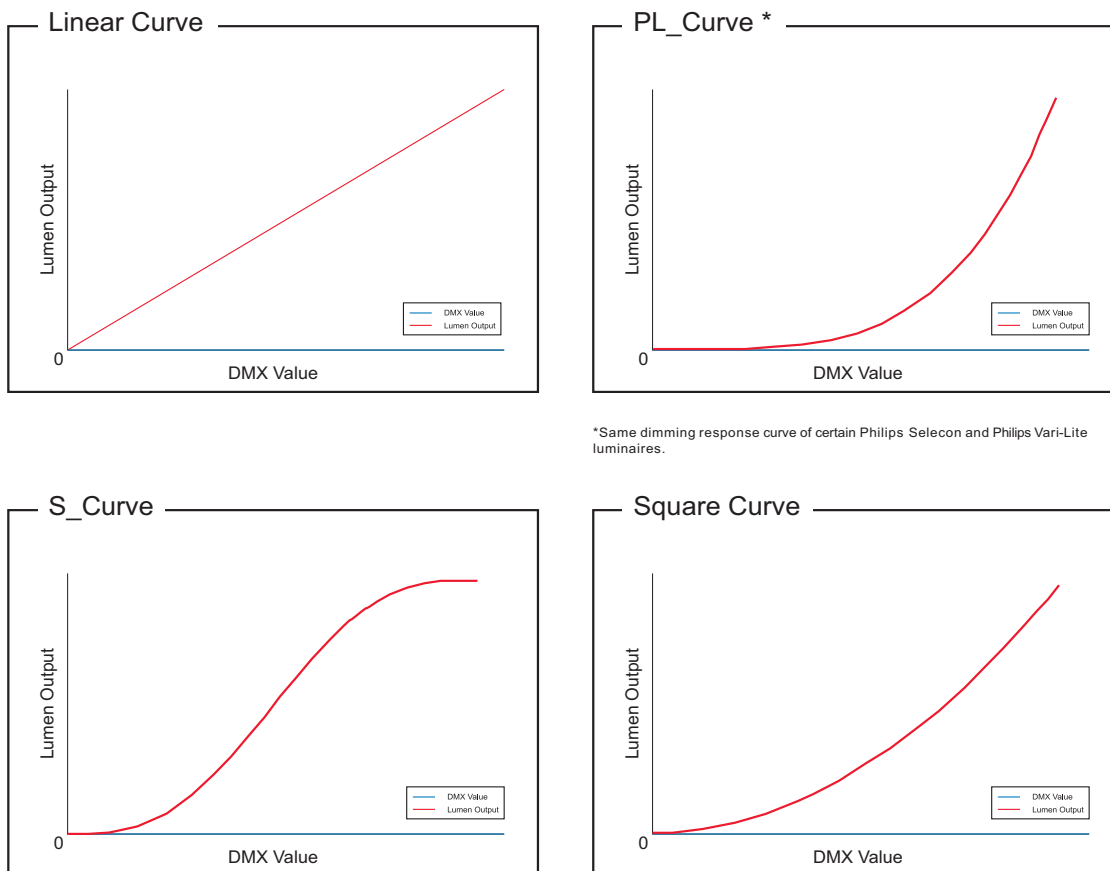 Linear Curve
Lumen Output
DMX Value
Lumen Output
0
DMX Value
PL_Curve *
Lumen Output
DMX Value
Lumen Output
0
DMX Value
*Same dimming response curve of certain Philips Selecon and Philips Vari-Lite
luminaires.
S_Curve
Lumen Output
DMX Value
Lumen Output
0
DMX Value
Square Curve
Lumen Output
DMX Value
Lumen Output
0
DMX Value